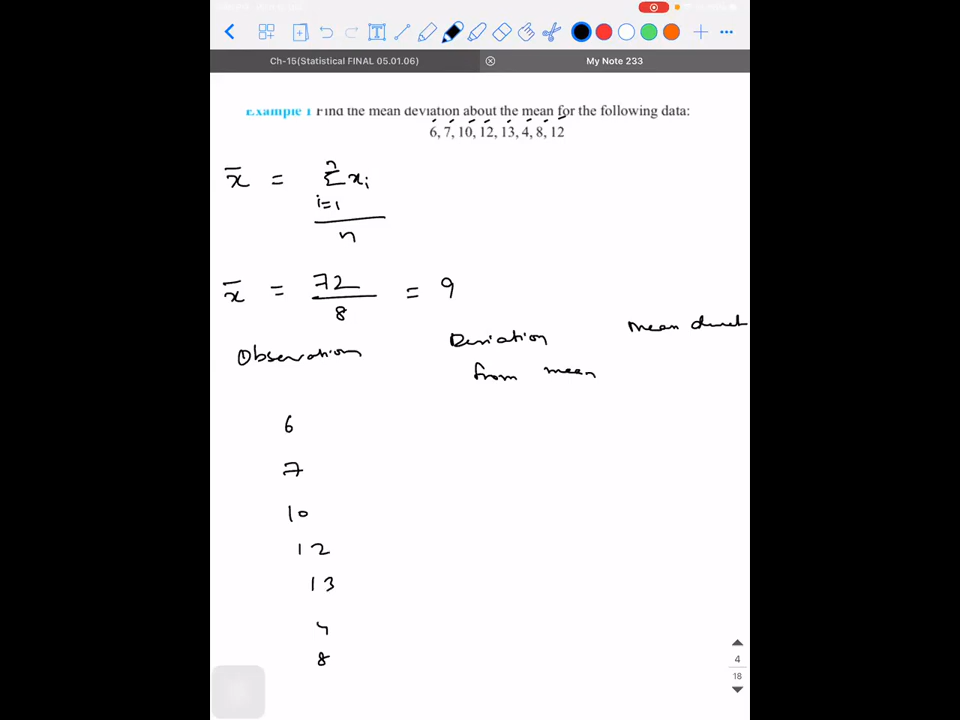 Ch-15(Statistical FINAL 05.01.06) My Note 233
Example 1 Find the mean deviation about the mean for the following data:
6, 7, 10, 12, 13, 4, 8, 12
x̄ = Σ xi
n
i=1
n
x̄ = 72 = 9
8
Observation Deviation Mean
from mean
6
7
10
12
13
4
8
4
18